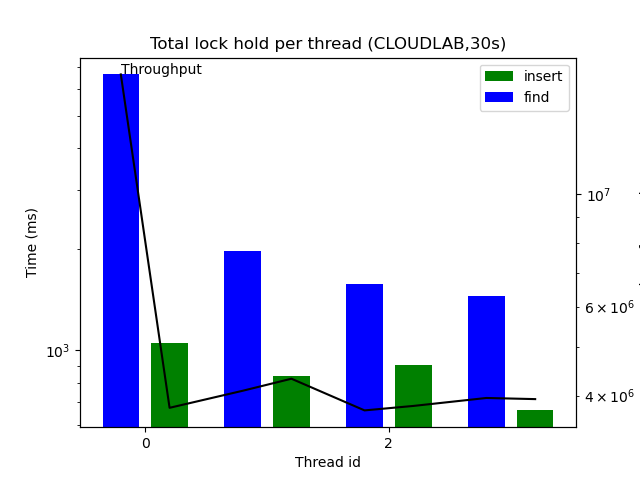 Total lock hold per thread (CLOUDLAB,30s)
Throughput
insert
find
Time (ms)
10³
10⁷
6 × 10⁶
4 × 10⁶
0
2
Thread id